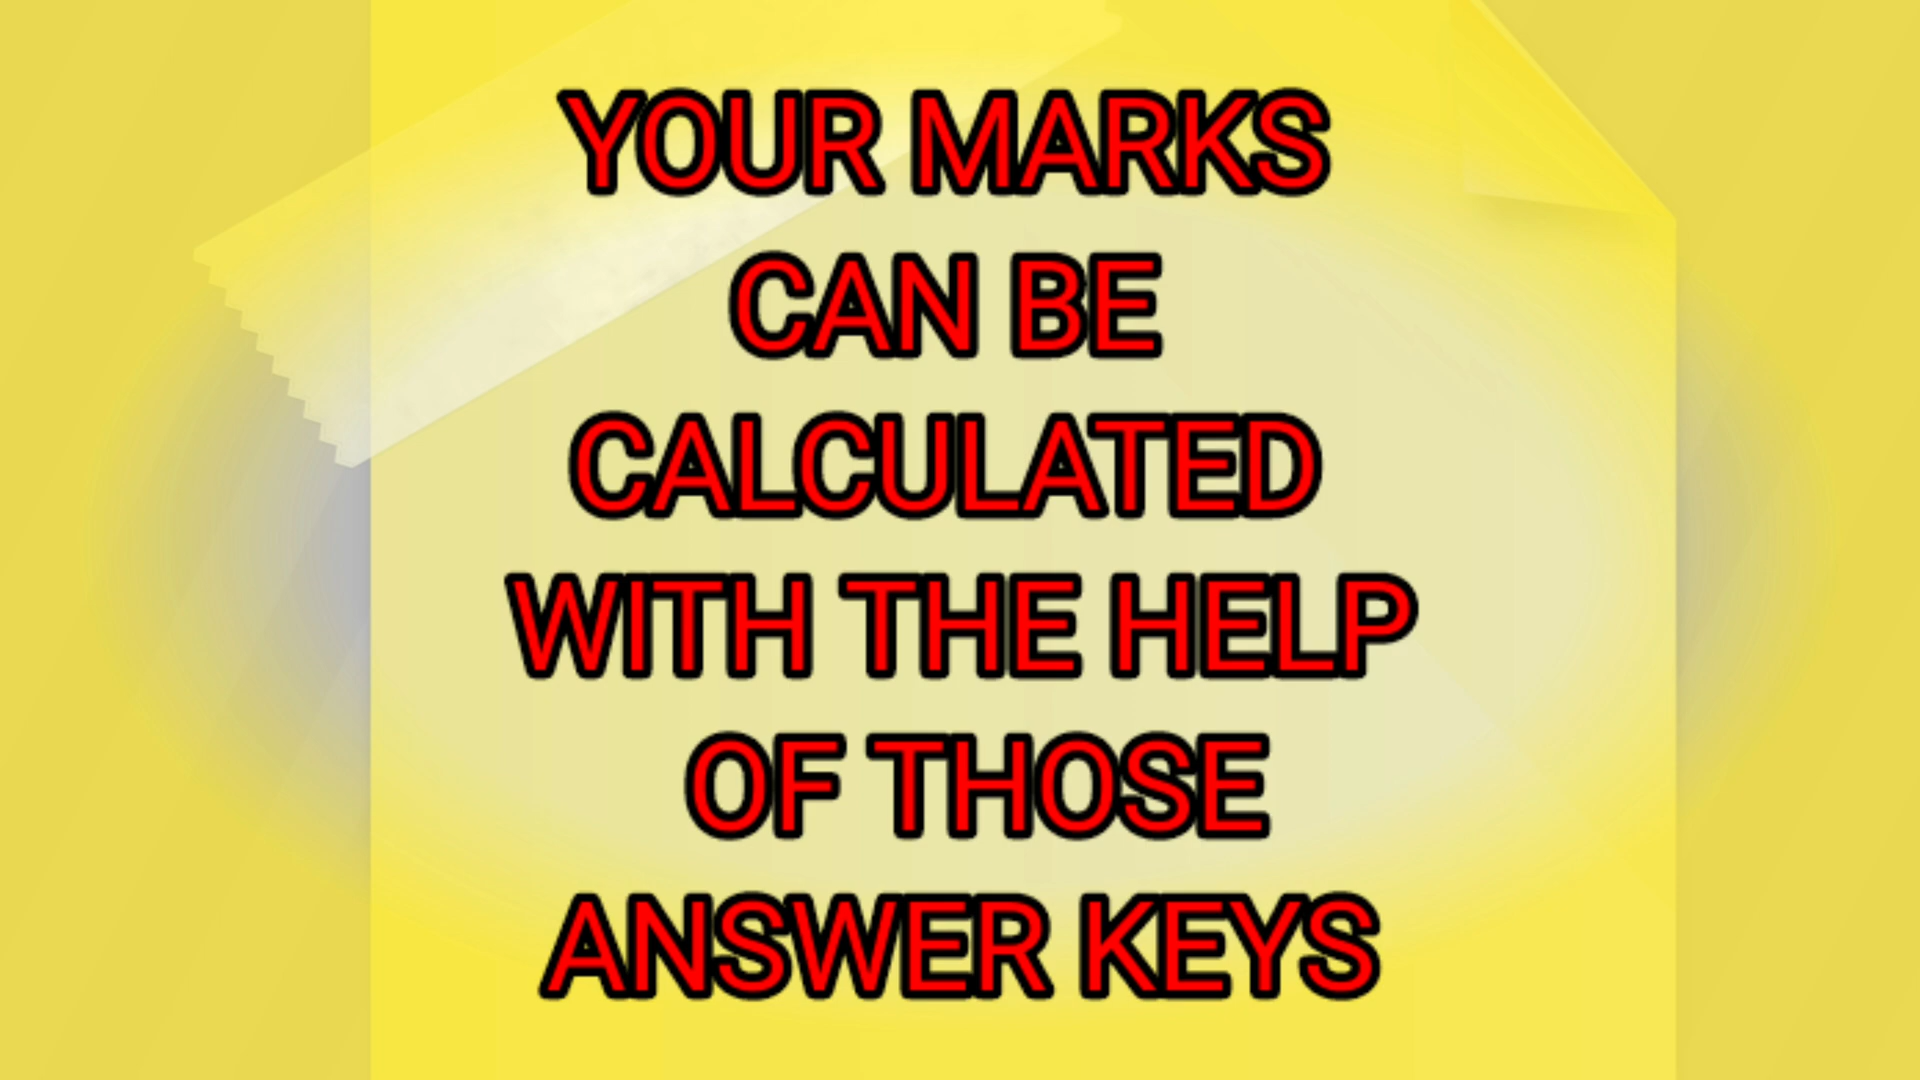 YOUR MARKS
CAN BE
CALCULATED
WITH THE HELP
OF THOSE
ANSWER KEYS